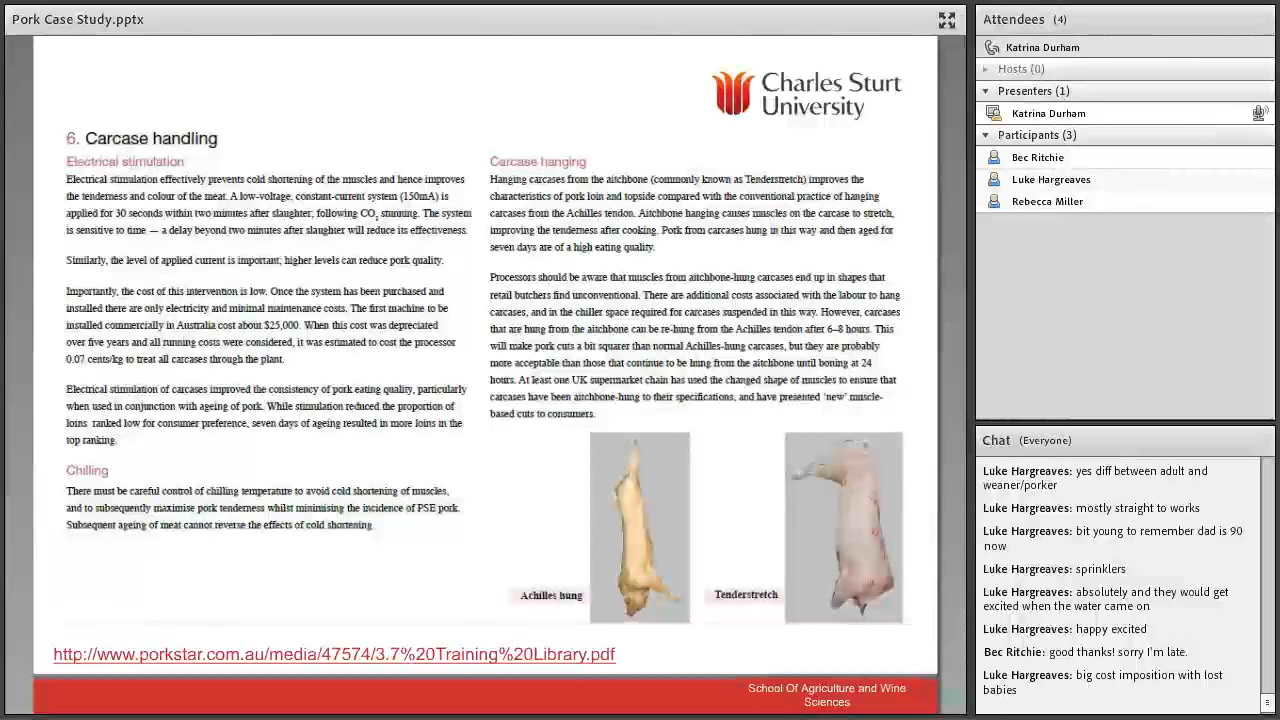 Pork Case Study.pptx
Charles Sturt
University
6. Carcase handling
Electrical stimulation
Electrical stimulation effectively prevents cold shortening of the muscles and hence improves
the tenderness and colour of the meat. A low-voltage, constant-current system (150mA) is
applied for 30 seconds within two minutes after slaughter, following CO2 stunning. The system
is sensitive to time — a delay beyond two minutes after slaughter will reduce its effectiveness.
Similarly, the level of applied current is important; higher levels can reduce pork quality.
Importantly, the cost of this intervention is low. Once the system has been purchased and
installed there are only electricity and minimal maintenance costs. The first machine to be
installed commercially in Australia cost about $25,000. When this cost was depreciated
over five years and all running costs were considered, it was estimated to cost the processor
0.07 cents/kg to treat all carcases through the plant.
Electrical stimulation of carcases improved the consistency of pork eating quality, particularly
when used in conjunction with ageing of pork. While stimulation reduced the proportion of
loins ranked low for consumer preference, seven days of ageing resulted in more loins in the
top ranking.
Chilling
There must be careful control of chilling temperature to avoid cold shortening of muscles,
and to subsequently maximise pork tenderness whilst minimising the incidence of PSE pork.
Subsequent ageing of meat cannot reverse the effects of cold shortening.
Carcase hanging
Hanging carcases from the aitchbone (commonly known as Tenderstretch) improves the
characteristics of pork loin and topside compared with the conventional practice of hanging
carcases from the Achilles tendon. Aitchbone hanging causes muscles on the carcase to stretch,
improving the tenderness after cooking. Pork from carcases hung in this way and then aged for
seven days are of a high eating quality.
Processors should be aware that muscles from aitchbone-hung carcases end up in shapes that
retail butchers find unconventional. There are additional costs associated with the labour to hang
carcases, and in the chiller space required for carcases suspended in this way. However, carcases
that are hung from the aitchbone can be re-hung from the Achilles tendon after 6–8 hours. This
will make pork cuts a bit squarer than normal Achilles-hung carcases, but they are probably
more acceptable than those that continue to be hung from the aitchbone until boning at 24
hours. At least one UK supermarket chain has used the changed shape of muscles to ensure that
carcases have been aitchbone-hung to their specifications, and have presented ‘new’ muscle-
based cuts to consumers.
Achilles hung
Tenderstretch
http://www.porkstar.com.au/media/47574/3.7%20Training%20Library.pdf
School Of Agriculture and Wine
Sciences
Attendees (4)
Katrina Durham
Hosts (0)
Presenters (1)
Katrina Durham
Participants (3)
Bec Ritchie
Luke Hargreaves
Rebecca Miller
Chat (Everyone)
Luke Hargreaves: yes diff between adult and
weaner/porker
Luke Hargreaves: mostly straight to works
Luke Hargreaves: bit young to remember dad is 90
now
Luke Hargreaves: sprinklers
Luke Hargreaves: absolutely and they would get
excited when the water came on
Luke Hargreaves: happy excited
Bec Ritchie: good thanks! sorry I'm late.
Luke Hargreaves: big cost imposition with lost
babies